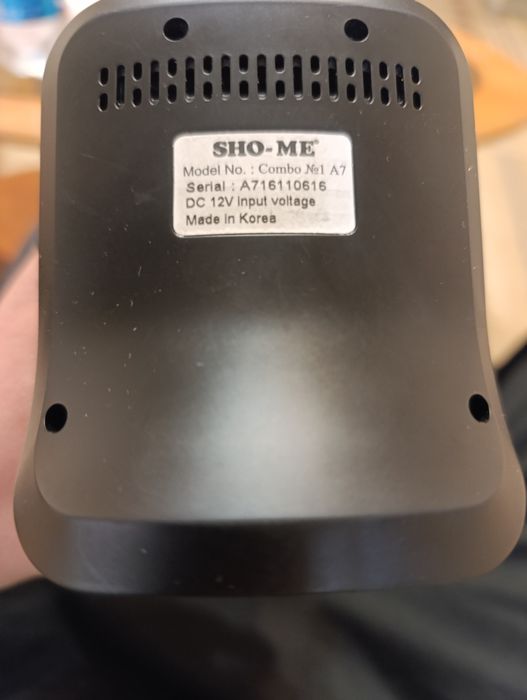 SHO-ME®
Model No. : Combo №1 A7
Serial : A716110616
DC 12V input voltage
Made in Korea